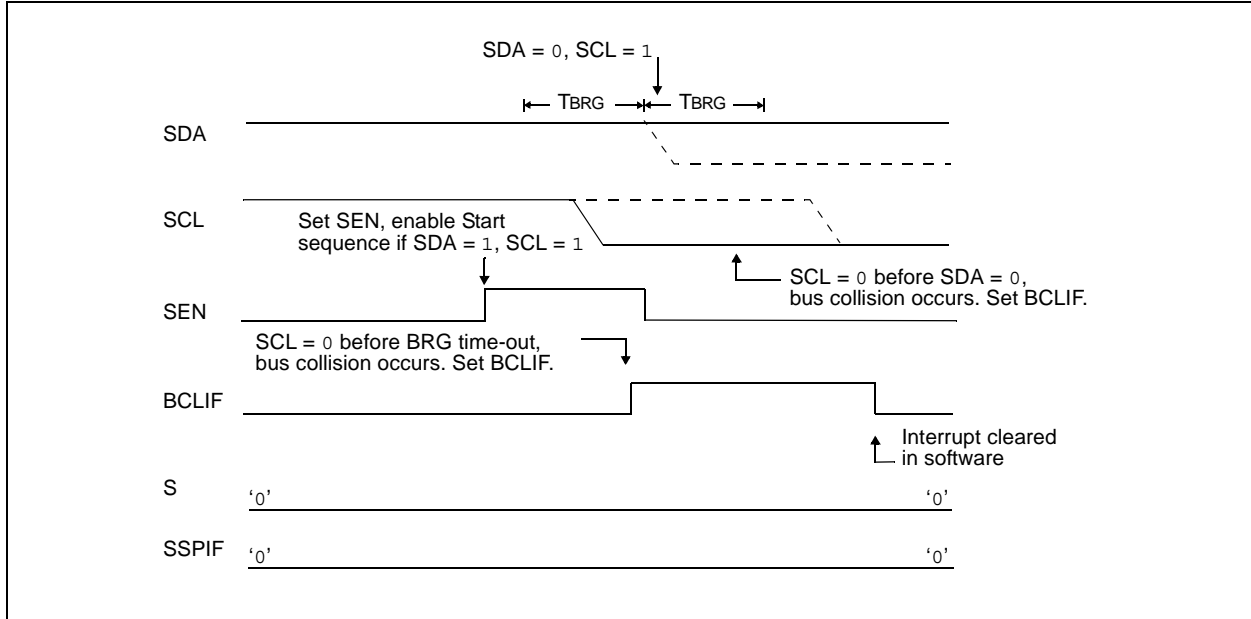 SDA = 0, SCL = 1
TBRG TBRG
SDA
SCL
Set SEN, enable Start
sequence if SDA = 1, SCL = 1
SCL = 0 before SDA = 0,
bus collision occurs. Set BCLIF.
SEN
SCL = 0 before BRG time-out,
bus collision occurs. Set BCLIF.
BCLIF
Interrupt cleared
in software
S
‘0’ ‘0’
SSPIF
‘0’ ‘0’